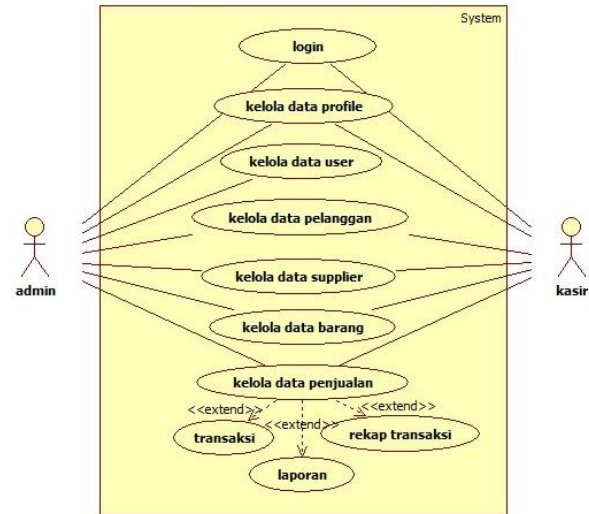 System
login
kelola data profile
kelola data user
kelola data pelanggan
admin
kasir
kelola data supplier
kelola data barang
kelola data penjualan
<<extend>>
<<extend>>
<<extend>>
transaksi
rekap transaksi
laporan